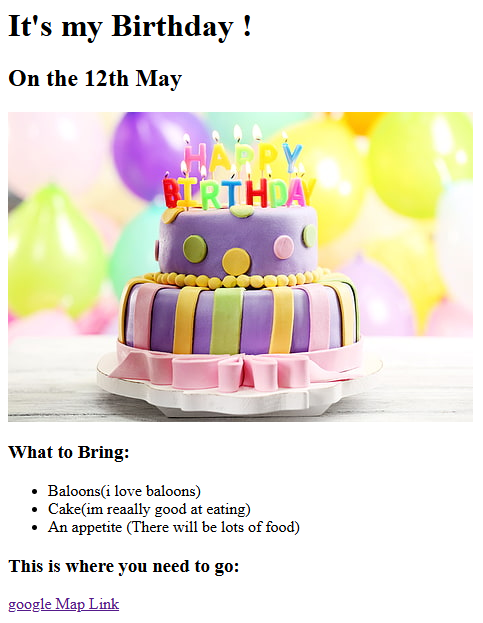 It's my Birthday !
On the 12th May
HAPPY
BIRTHDAY
What to Bring:
Baloons(i love baloons)
Cake(im reaally good at eating)
An appetite (There will be lots of food)
This is where you need to go:
google Map Link